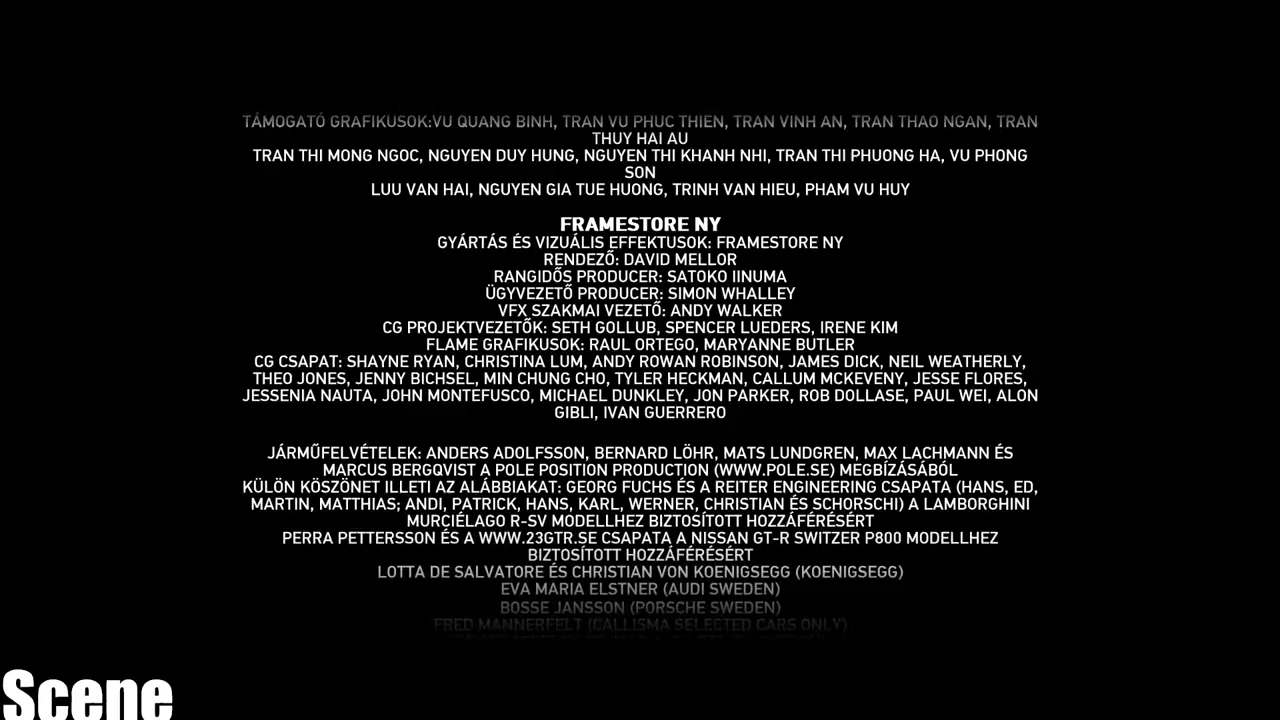 TÁMOGATÓ GRAFIKUSOK:VU QUANG BINH, TRAN VU PHUC THIEN, TRAN VINH AN, TRAN THAO NGAN, TRAN
THUY HAI AU
TRAN THI MONG NGOC, NGUYEN DUY HUNG, NGUYEN THI KHANH NHI, TRAN THI PHUONG HA, VU PHONG
SON
LUU VAN HAI, NGUYEN GIA TUE HUONG, TRINH VAN HIEU, PHAM VU HUY
FRAMESTORE NY
GYÁRTÁS ÉS VIZUÁLIS EFFEKTUSOK: FRAMESTORE NY
RENDEZŐ: DAVID MELLOR
RANGIDŐS PRODUCER: SATOKO IINUMA
ÜGYVEZETŐ PRODUCER: SIMON WHALLEY
VFX SZAKMAI VEZETŐ: ANDY WALKER
CG PROJEKTVEZETŐK: SETH GOLLUB, SPENCER LUEDERS, IRENE KIM
FLAME GRAFIKUSOK: RAUL ORTEGO, MARYANNE BUTLER
CG CSAPAT: SHAYNE RYAN, CHRISTINA LUM, ANDY ROWAN ROBINSON, JAMES DICK, NEIL WEATHERLY,
THEO JONES, JENNY BICHSEL, MIN CHUNG CHO, TYLER HECKMAN, CALLUM MCKEVENY, JESSE FLORES,
JESSENIA NAUTA, JOHN MONTEFUSCO, MICHAEL DUNKLEY, JON PARKER, ROB DOLLASE, PAUL WEI, ALON
GIBLI, IVAN GUERRERO
JÁRMŰFELVÉTELEK: ANDERS ADOLFSSON, BERNARD LÖHR, MATS LUNDGREN, MAX LACHMANN ÉS
MARCUS BERGQVIST A POLE POSITION PRODUCTION (WWW.POLE.SE) MEGBÍZÁSÁBÓL
KÜLÖN KÖSZÖNET ILLETI AZ ALÁBBIAKAT: GEORG FUCHS ÉS A REITER ENGINEERING CSAPATA (HANS, ED,
MARTIN, MATTHIAS; ANDI, PATRICK, HANS, KARL, WERNER, CHRISTIAN ÉS SCHORSCHI) A LAMBORGHINI
MURCIÉLAGO R-SV MODELLHEZ BIZTOSÍTOTT HOZZÁFÉRÉSÉRT
PERRA PETTERSSON ÉS A WWW.23GTR.SE CSAPATA A NISSAN GT-R SWITZER P800 MODELLHEZ
BIZTOSÍTOTT HOZZÁFÉRÉSÉRT
LOTTA DE SALVATORE ÉS CHRISTIAN VON KOENIGSEGG (KOENIGSEGG)
EVA MARIA ELSTNER (AUDI SWEDEN)
BOSSE JANSSON (PORSCHE SWEDEN)
FRED MANNERFELT (CALLISMA SELECTED CARS ONLY)
Scene